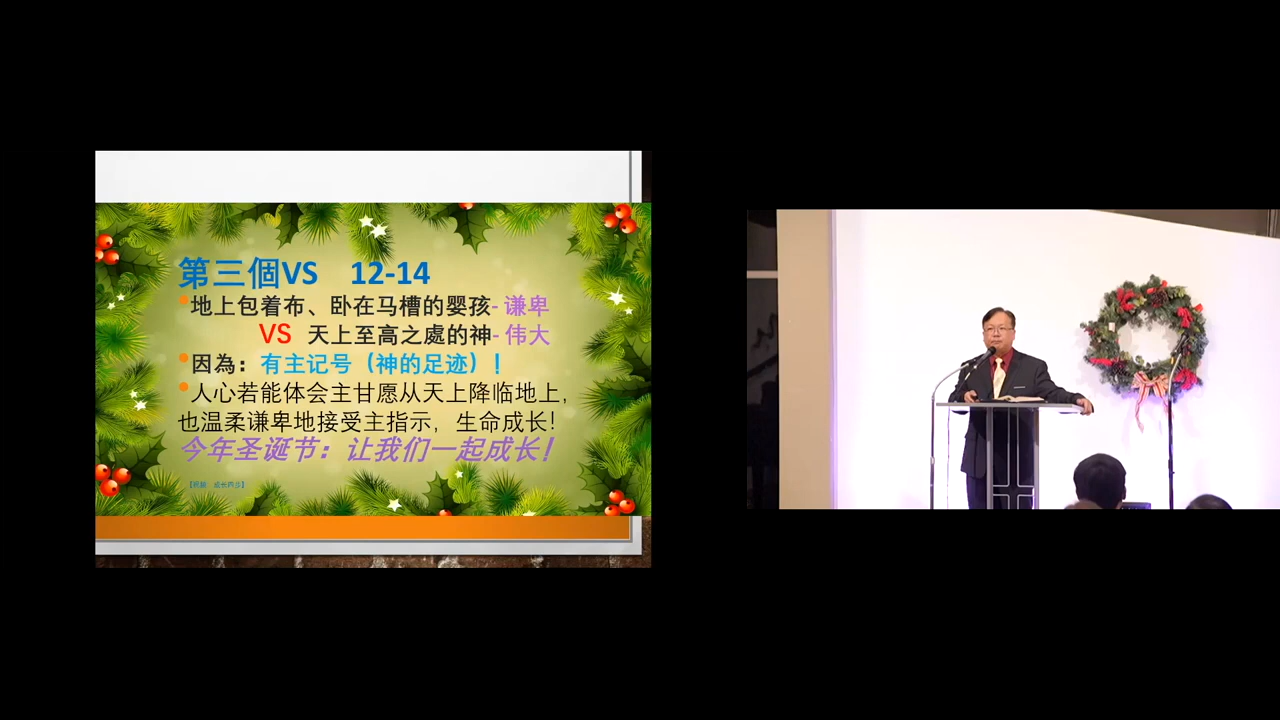 第三個VS 12-14
地上包着布、卧在马槽的婴孩- 谦卑
VS 天上至高之處的神- 伟大
因為：有主记号（神的足迹）！
人心若能体会主甘愿从天上降临地上，
也温柔谦卑地接受主指示，生命成长！
今年圣诞节：让我们一起成长！